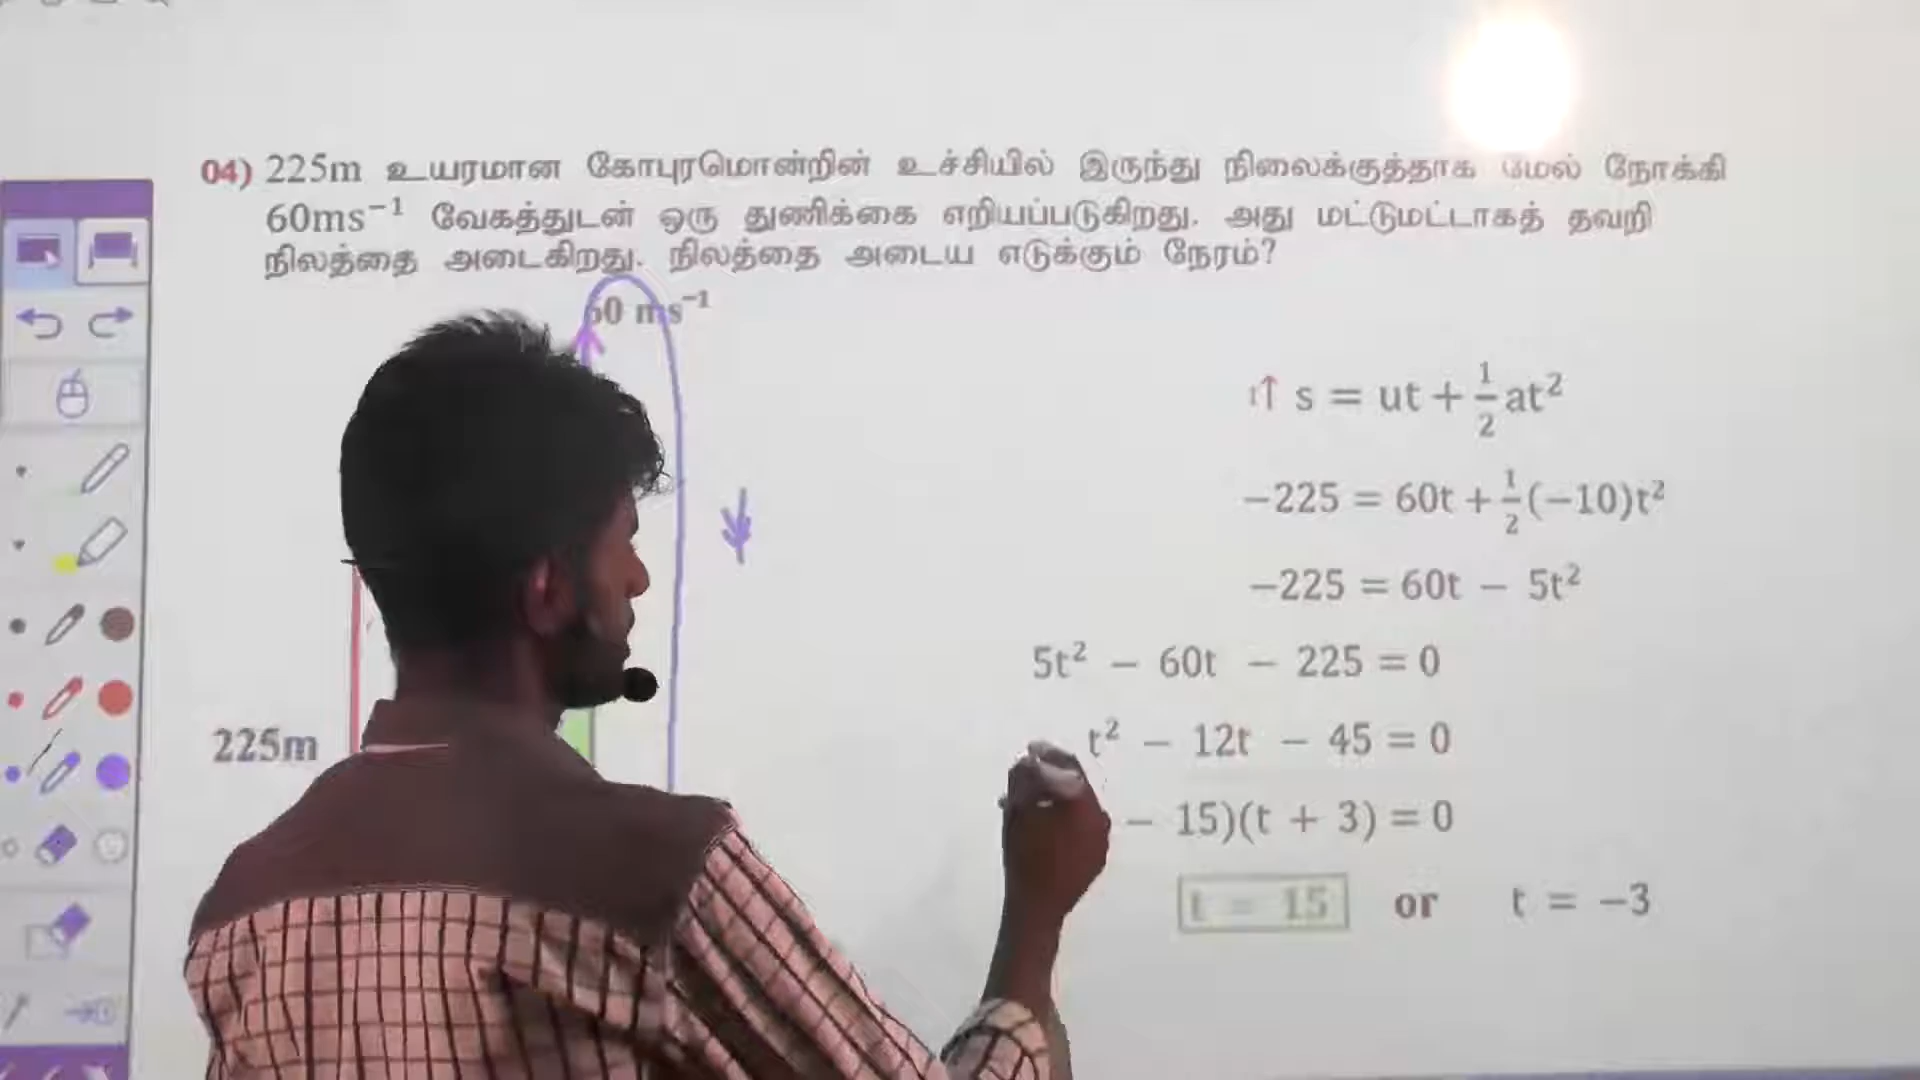 04) 225m உயரமான கோபுரமொன்றின் உச்சியில் இருந்து நிலைக்குத்தாக மேல் நோக்கி
60ms⁻¹ வேகத்துடன் ஒரு துணிக்கை எறியப்படுகிறது. அது மட்டுமட்டாகத் தவறி
நிலத்தை அடைகிறது. நிலத்தை அடைய எடுக்கும் நேரம்?
60 ms⁻¹
↑ s = ut + ½at²
−225 = 60t + ½(−10)t²
−225 = 60t − 5t²
5t² − 60t − 225 = 0
225m
t² − 12t − 45 = 0
− 15)(t + 3) = 0
t = 15 or t = −3